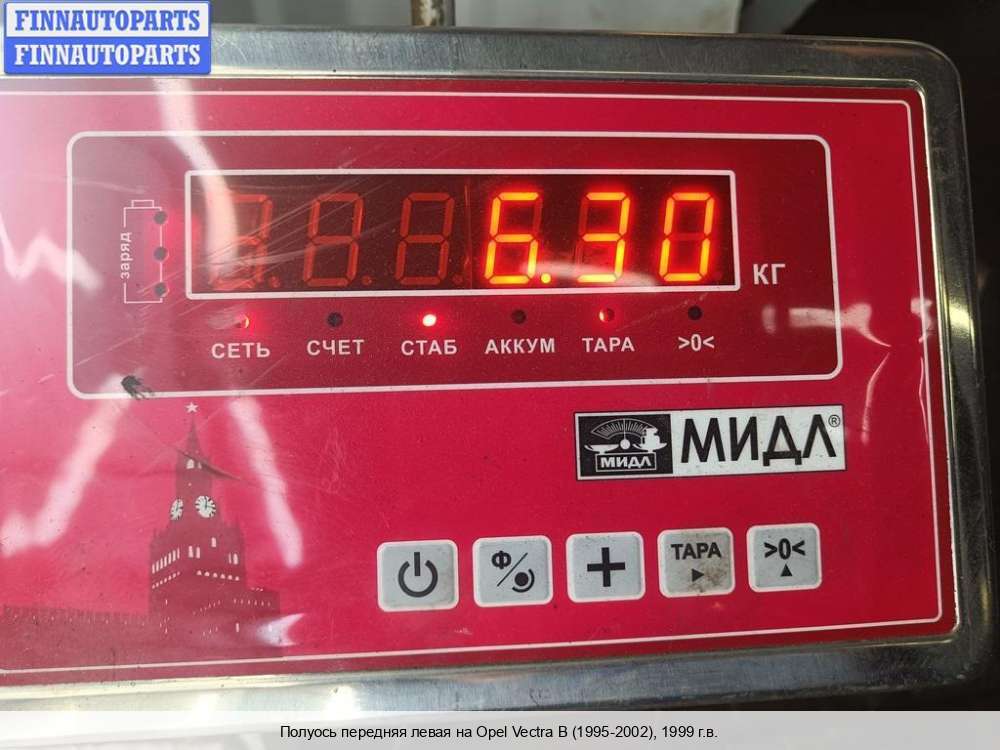 FINNAUTOPARTS
FINNAUTOPARTS
заряд
6.30
КГ
СЕТЬ СЧЕТ СТАБ АККУМ ТАРА >0<
МИДЛ МИДЛ®
Ф/ + ТАРА >0<
Полуось передняя левая на Opel Vectra B (1995-2002), 1999 г.в.